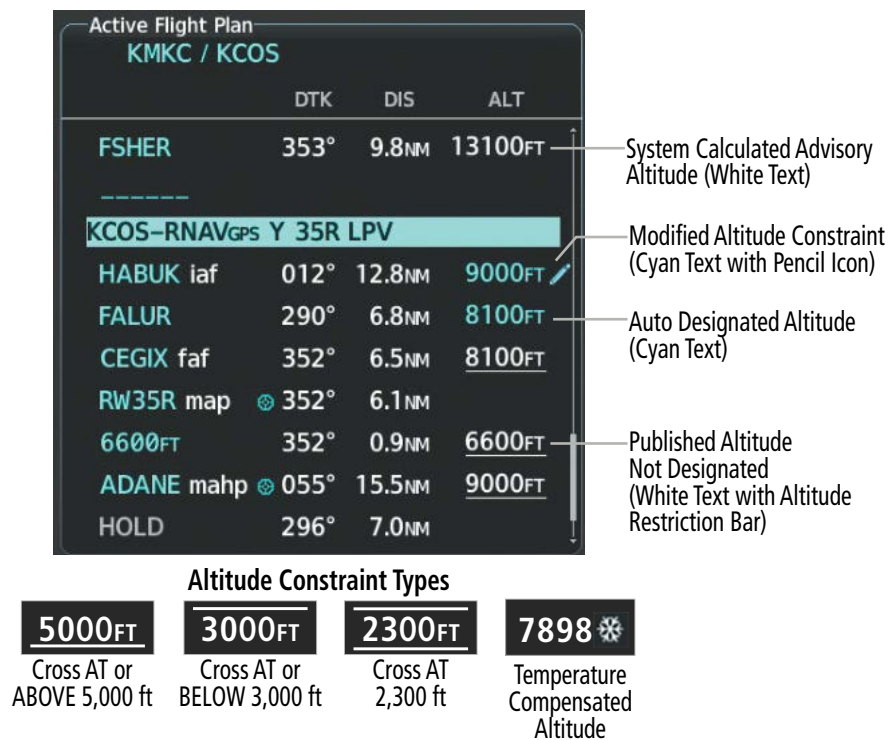 Active Flight Plan
KMKC / KCOS
DTK DIS ALT
FSHER 353° 9.8NM 13100FT
System Calculated Advisory
Altitude (White Text)
______
KCOS–RNAVGPS Y 35R LPV
Modified Altitude Constraint
(Cyan Text with Pencil Icon)
HABUK iaf 012° 12.8NM 9000FT
FALUR 290° 6.8NM 8100FT
Auto Designated Altitude
(Cyan Text)
CEGIX faf 352° 6.5NM 8100FT
RW35R map 352° 6.1NM
6600FT 352° 0.9NM 6600FT
Published Altitude
Not Designated
(White Text with Altitude
Restriction Bar)
ADANE mahp 055° 15.5NM 9000FT
HOLD 296° 7.0NM
Altitude Constraint Types
5000FT
Cross AT or
ABOVE 5,000 ft
3000FT
Cross AT or
BELOW 3,000 ft
2300FT
Cross AT
2,300 ft
7898
Temperature
Compensated
Altitude